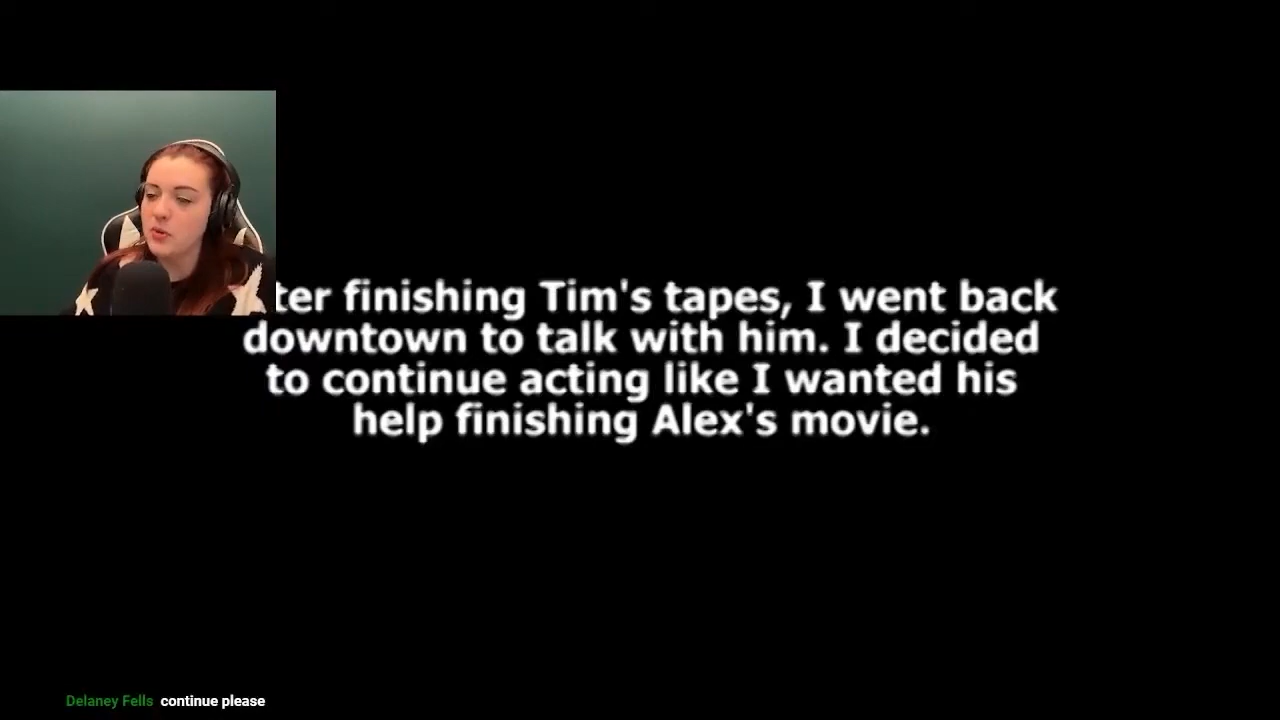 ter finishing Tim's tapes, I went back
downtown to talk with him. I decided
to continue acting like I wanted his
help finishing Alex's movie.
Delaney Fells continue please